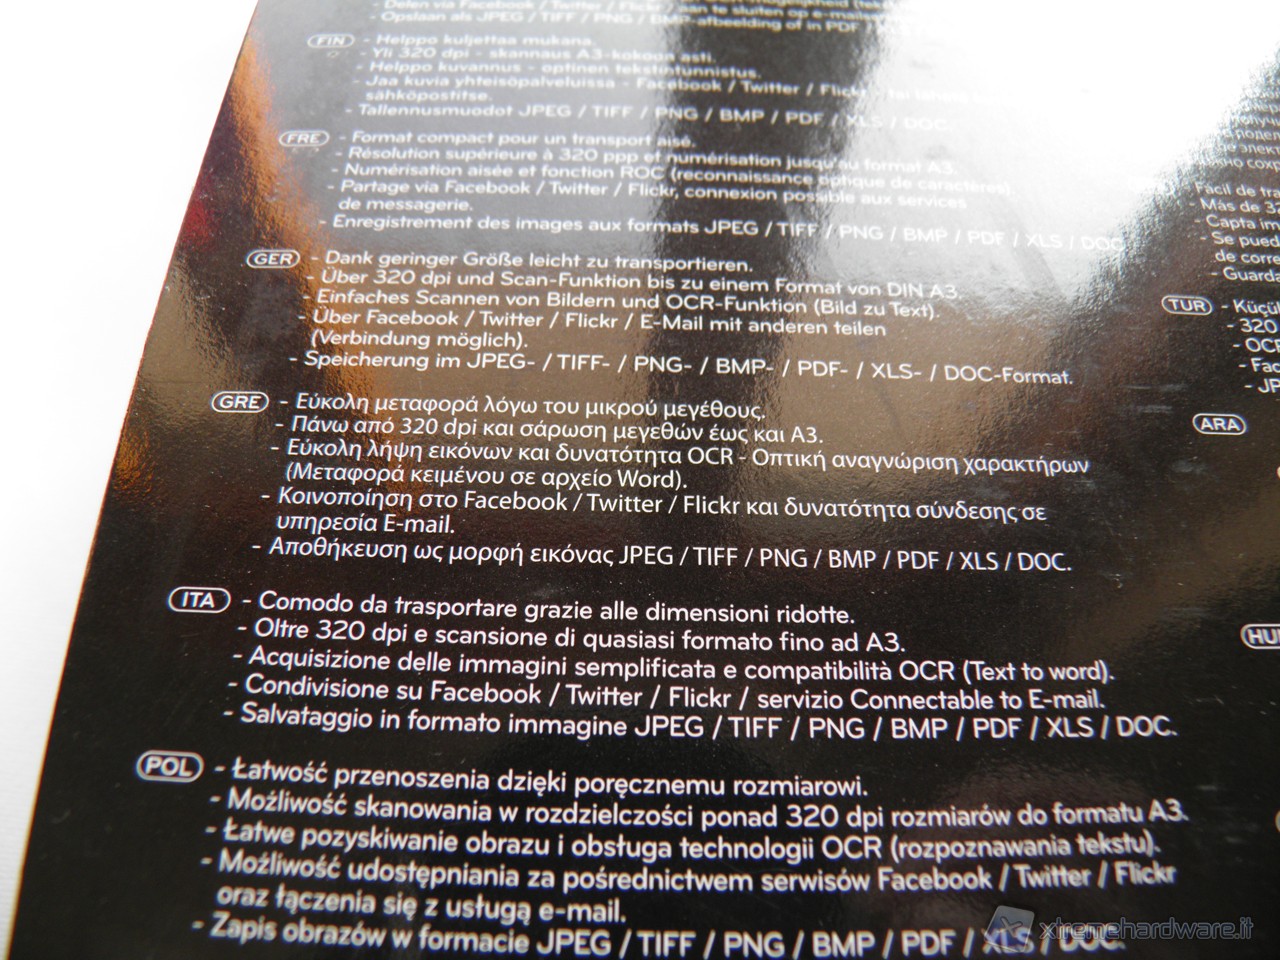 - Delen via Facebook / Twitter / Flickr
- Opslaan als JPEG / TIFF / PNG / BMP-afbeelding of in PDF
FIN - Helppo kuljettaa mukana.
- Yli 320 dpi - skannaus A3-kokoon asti.
- Helppo kuvannus - optinen tekstintunnistus.
- Jaa kuvia yhteisöpalveluissa - Facebook / Twitter / Flickr
sähköpostitse.
- Tallennusmuodot JPEG / TIFF / PNG / BMP / PDF / XLS / DOC.
FRE - Format compact pour un transport aisé.
- Résolution supérieure à 320 ppp et numérisation jusqu'au format A3.
- Numérisation aisée et fonction ROC (reconnaissance optique de caractères).
- Partage via Facebook / Twitter / Flickr, connexion possible aux services
de messagerie.
- Enregistrement des images aux formats JPEG / TIFF / PNG / BMP / PDF / XLS / DOC
GER - Dank geringer Größe leicht zu transportieren.
- Über 320 dpi und Scan-Funktion bis zu einem Format von DIN A3.
- Einfaches Scannen von Bildern und OCR-Funktion (Bild zu Text).
- Über Facebook / Twitter / Flickr / E-Mail mit anderen teilen
(Verbindung möglich).
- Speicherung im JPEG- / TIFF- / PNG- / BMP- / PDF- / XLS- / DOC-Format.
GRE - Εύκολη μεταφορά λόγω του μικρού μεγέθους.
- Πάνω από 320 dpi και σάρωση μεγεθών έως και A3.
- Εύκολη λήψη εικόνων και δυνατότητα OCR - Οπτική αναγνώριση χαρακτήρων
(Μεταφορά κειμένου σε αρχείο Word).
- Κοινοποίηση στο Facebook / Twitter / Flickr και δυνατότητα σύνδεσης σε
υπηρεσία E-mail.
- Αποθήκευση ως μορφή εικόνας JPEG / TIFF / PNG / BMP / PDF / XLS / DOC.
ITA - Comodo da trasportare grazie alle dimensioni ridotte.
- Oltre 320 dpi e scansione di quasiasi formato fino ad A3.
- Acquisizione delle immagini semplificata e compatibilità OCR (Text to word).
- Condivisione su Facebook / Twitter / Flickr / servizio Connectable to E-mail.
- Salvataggio in formato immagine JPEG / TIFF / PNG / BMP / PDF / XLS / DOC.
POL - Łatwość przenoszenia dzięki poręcznemu rozmiarowi.
- Możliwość skanowania w rozdzielczości ponad 320 dpi rozmiarów do formatu A3.
- Łatwe pozyskiwanie obrazu i obsługa technologii OCR (rozpoznawania tekstu).
- Możliwość udostępniania za pośrednictwem serwisów Facebook / Twitter / Flickr
oraz łączenia się z usługą e-mail.
- Zapis obrazów w formacie JPEG / TIFF / PNG / BMP / PDF / XLS / DOC.
Fácil de
- Más de
- Capta
- Se
de
TUR
- 320
ARA
xtremehardware.it